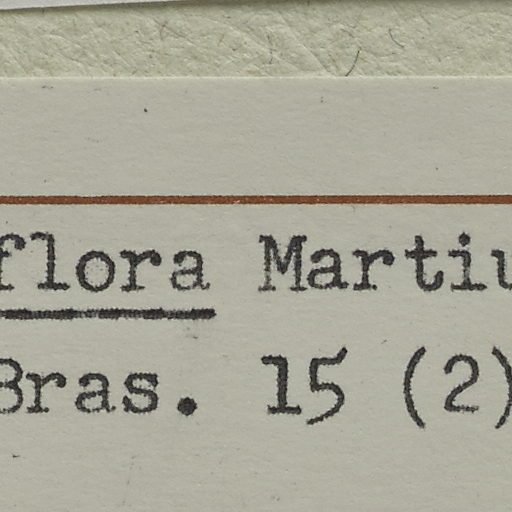 flora Martiu
Bras. 15 (2)